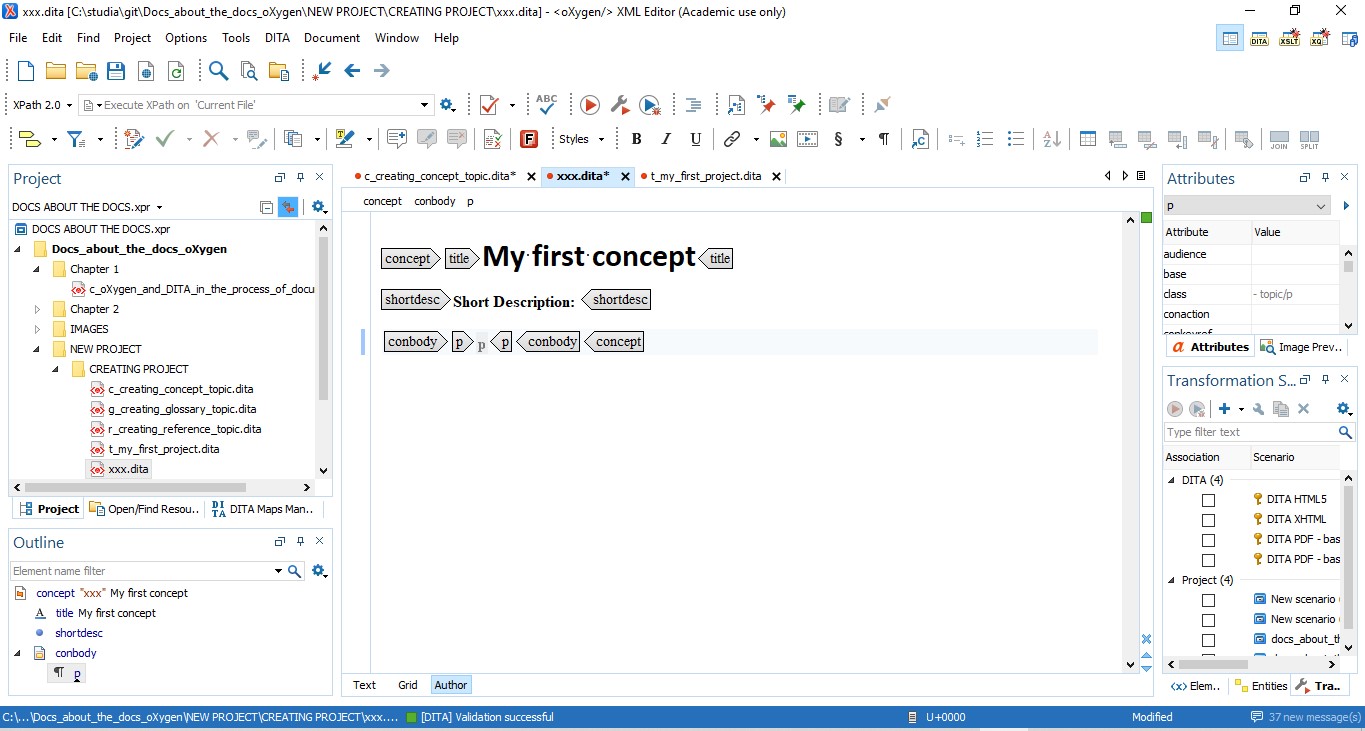 xxx.dita [C:\studia\git\Docs_about_the_docs_oXygen\NEW PROJECT\CREATING PROJECT\xxx.dita] - <oXygen/> XML Editor (Academic use only)
File Edit Find Project Options Tools DITA Document Window Help
DITA XSLT XQ
XPath 2.0 Execute XPath on 'Current File' ABC
F Styles B I U § ¶ JOIN SPLIT
Project
DOCS ABOUT THE DOCS.xpr
DOCS ABOUT THE DOCS.xpr
Docs_about_the_docs_oXygen
Chapter 1
c_oXygen_and_DITA_in_the_process_of_docu
Chapter 2
IMAGES
NEW PROJECT
CREATING PROJECT
c_creating_concept_topic.dita
g_creating_glossary_topic.dita
r_creating_reference_topic.dita
t_my_first_project.dita
xxx.dita
Project Open/Find Resou.. DITA DITA Maps Man..
Outline
Element name filter
concept "xxx" My first concept
A title My first concept
shortdesc
conbody
¶ p
c_creating_concept_topic.dita* xxx.dita* t_my_first_project.dita
concept conbody p
concept title My·first·concept title
shortdesc Short Description: shortdesc
conbody p p p conbody concept
Text Grid Author
Attributes
p
Attribute Value
audience
base
class - topic/p
conaction
conkeyref
a Attributes Image Prev..
Transformation S...
Type filter text
Association Scenario
DITA (4)
DITA HTML5
DITA XHTML
DITA PDF - bas
DITA PDF - bas
Project (4)
New scenario
New scenario
docs_about_th
Elem.. Entities Tra..
C:\...\Docs_about_the_docs_oXygen\NEW PROJECT\CREATING PROJECT\xxx.... [DITA] Validation successful U+0000 Modified 37 new message(s)